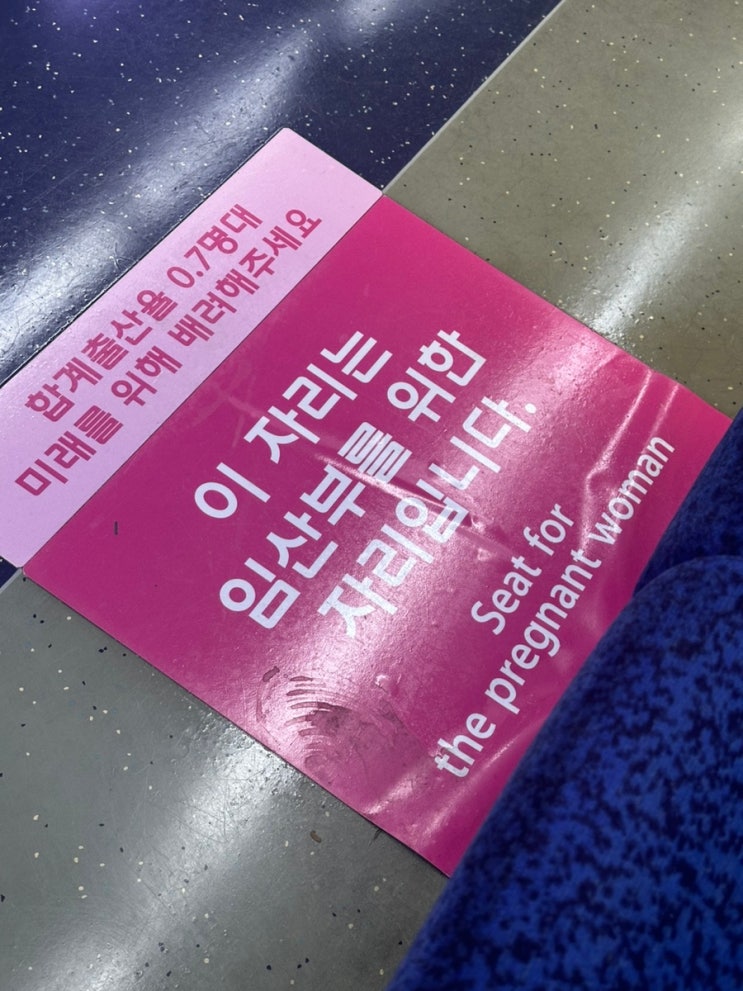 합계출산율 0.7명대
미래를 위해 배려해주세요
이 자리는
임산부를 위한
자리입니다.
Seat for
the pregnant woman